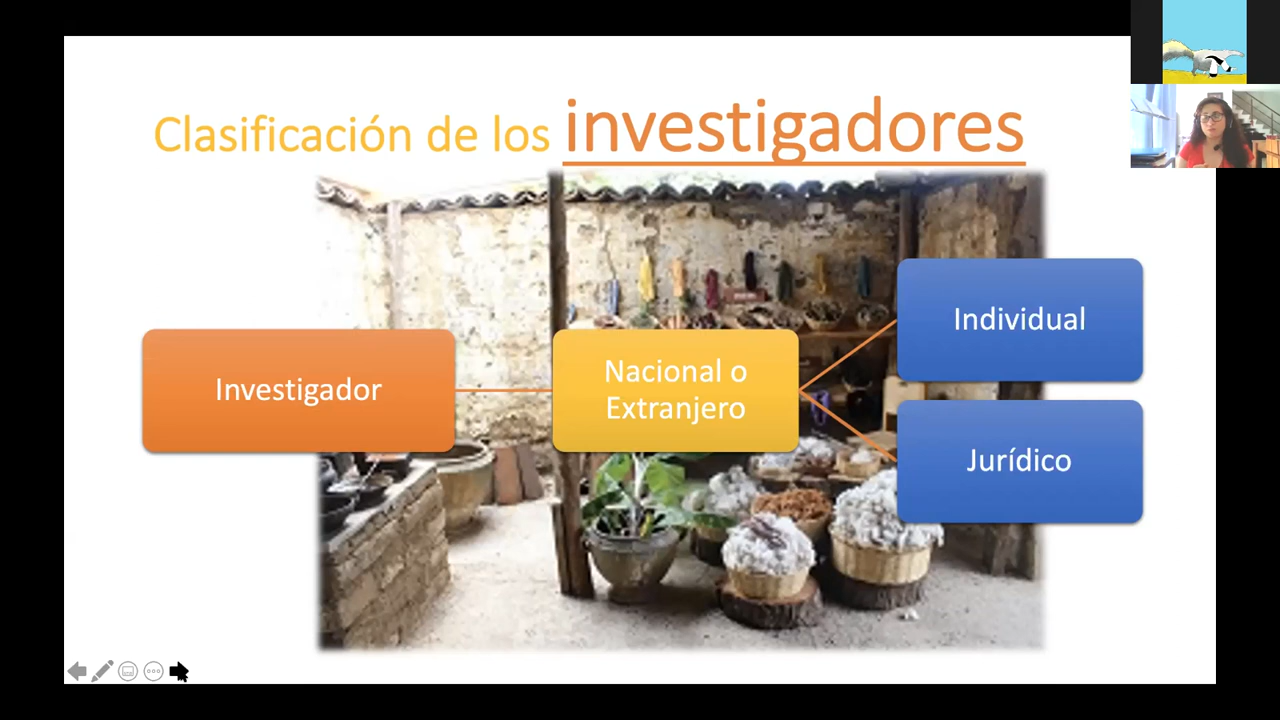 Clasificación de los investigadores
Investigador
Nacional o
Extranjero
Individual
Jurídico